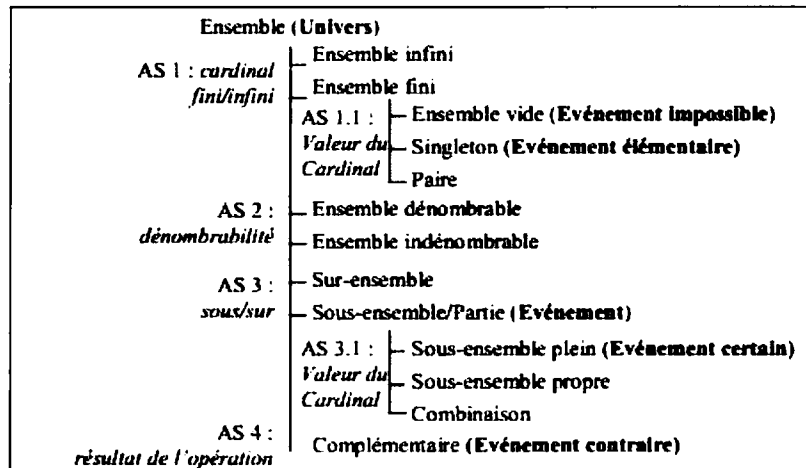 Ensemble (Univers)
Ensemble infini
AS 1 : cardinal
fini/infini
Ensemble fini
AS 1.1 :
Valeur du
Cardinal
Ensemble vide (Evénement impossible)
Singleton (Evénement élémentaire)
Paire
AS 2 :
dénombrabilité
Ensemble dénombrable
Ensemble indénombrable
AS 3 :
sous/sur
Sur-ensemble
Sous-ensemble/Partie (Evénement)
AS 3.1 :
Valeur du
Cardinal
Sous-ensemble plein (Evénement certain)
Sous-ensemble propre
Combinaison
AS 4 :
résultat de l'opération
Complémentaire (Evénement contraire)